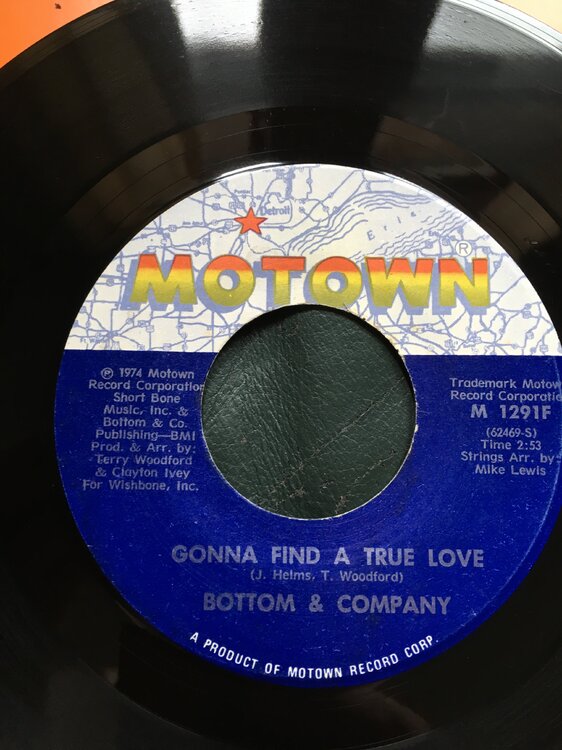 Detroit
Erie
MOTOWN®
℗ 1974 Motown
Record Corporation
Short Bone
Music, Inc. &
Bottom & Co.
Publishing—BMI
Prod. & Arr. by:
Terry Woodford
& Clayton Ivey
For Wishbone, Inc.
Trademark Motow
Record Corporatio
M 1291F
(62469-S)
Time 2:53
Strings Arr. by
Mike Lewis
GONNA FIND A TRUE LOVE
(J. Helms, T. Woodford)
BOTTOM & COMPANY
A PRODUCT OF MOTOWN RECORD CORP.